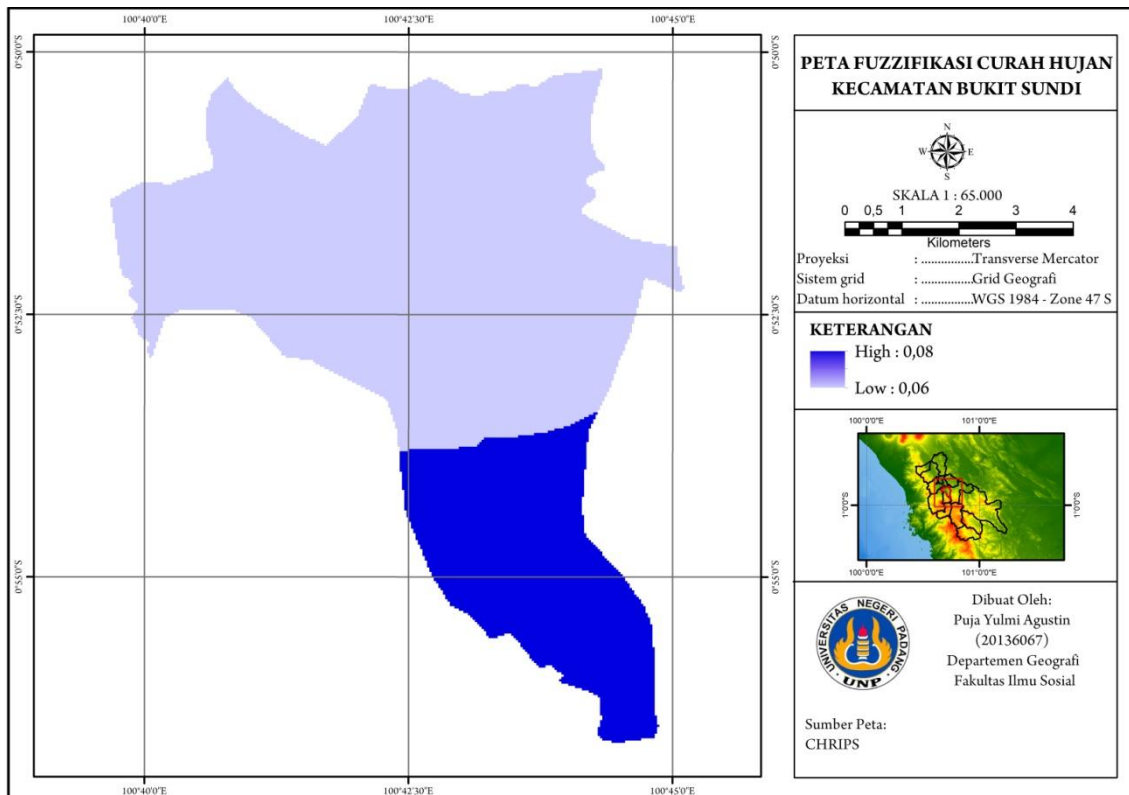 100°40'0"E 100°42'30"E 100°45'0"E
0°50'0"S 0°50'0"S
0°52'30"S 0°52'30"S
0°55'0"S 0°55'0"S
100°40'0"E 100°42'30"E 100°45'0"E
PETA FUZZIFIKASI CURAH HUJAN
KECAMATAN BUKIT SUNDI
N
W E
S
SKALA 1 : 65.000
0 0,5 1 2 3 4
Kilometers
Proyeksi : ................Transverse Mercator
Sistem grid : ................Grid Geografi
Datum horizontal : ................WGS 1984 - Zone 47 S
KETERANGAN
High : 0,08
Low : 0,06
100°0'0"E 101°0'0"E
1°0'0"S 1°0'0"S
100°0'0"E 101°0'0"E
UNIVERSITAS NEGERI PADANG
UNP
Dibuat Oleh:
Puja Yulmi Agustin
(20136067)
Departemen Geografi
Fakultas Ilmu Sosial
Sumber Peta:
CHRIPS